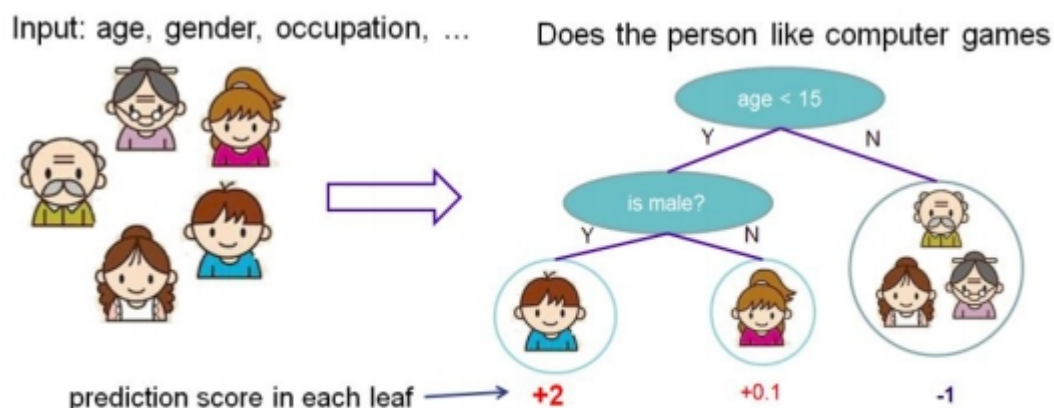 Input: age, gender, occupation, ...
Does the person like computer games
age < 15
Y
N
is male?
Y
N
prediction score in each leaf
+2
+0.1
-1